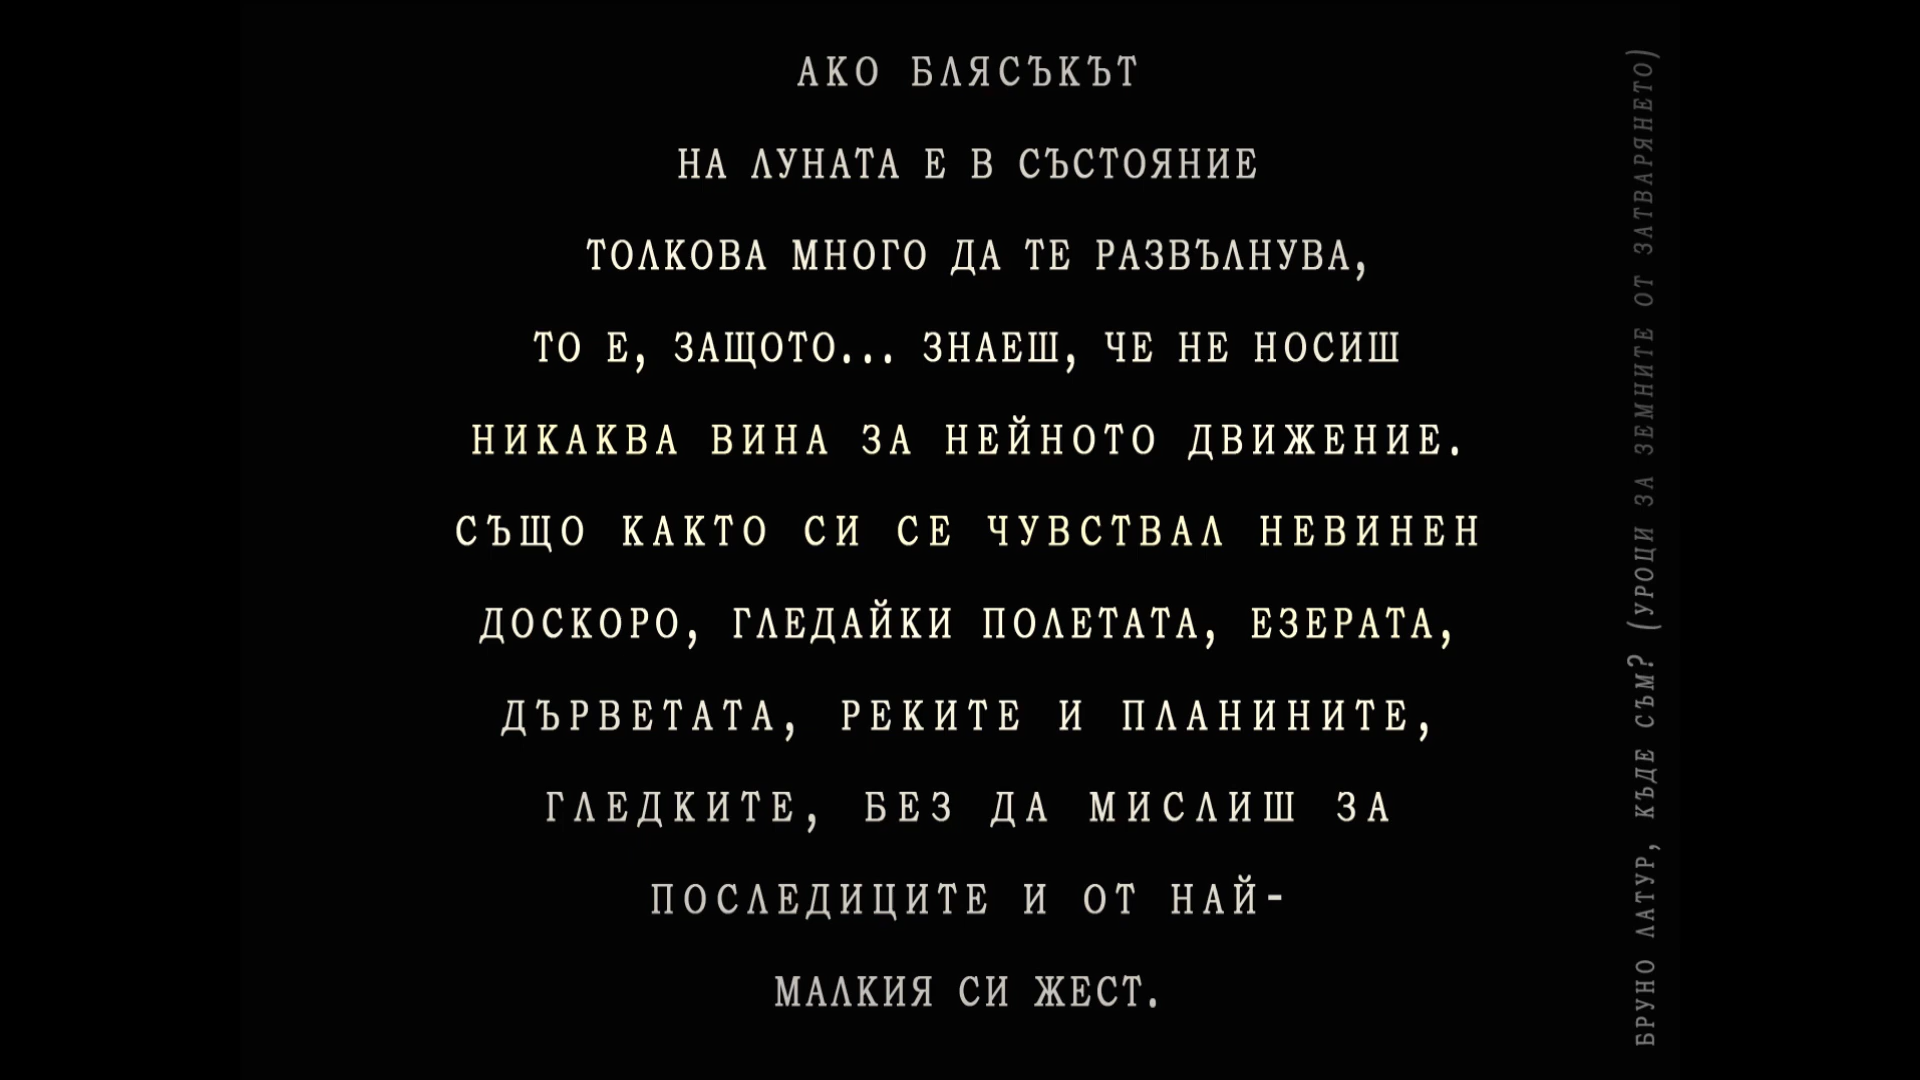 АКО БЛЯСЪКЪТ
НА ЛУНАТА Е В СЪСТОЯНИЕ
ТОЛКОВА МНОГО ДА ТЕ РАЗВЪЛНУВА,
ТО Е, ЗАЩОТО... ЗНАЕШ, ЧЕ НЕ НОСИШ
НИКАКВА ВИНА ЗА НЕЙНОТО ДВИЖЕНИЕ.
СЪЩО КАКТО СИ СЕ ЧУВСТВАЛ НЕВИНЕН
ДОСКОРО, ГЛЕДАЙКИ ПОЛЕТАТА, ЕЗЕРАТА,
ДЪРВЕТАТА, РЕКИТЕ И ПЛАНИНИТЕ,
ГЛЕДКИТЕ, БЕЗ ДА МИСЛИШ ЗА
ПОСЛЕДИЦИТЕ И ОТ НАЙ-
МАЛКИЯ СИ ЖЕСТ.
БРУНО ЛАТУР, КЪДЕ СЪМ? (УРОЦИ ЗА ЗЕМНИТЕ ОТ ЗАТВАРЯНЕТО)